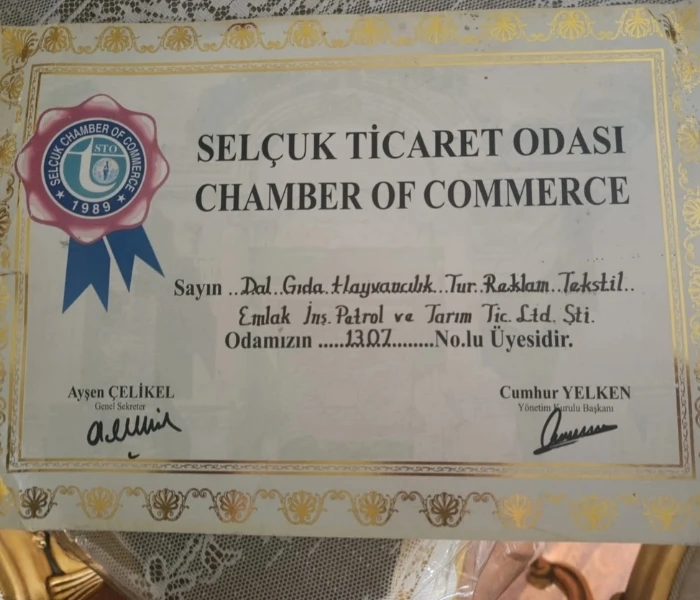 SELÇUK CHAMBER OF COMMERCE
STO
1989
SELÇUK TİCARET ODASI
CHAMBER OF COMMERCE
Sayın ..Dal..Gıda..Hayvancılık...Tur..Reklam...Tekstil..
Emlak İnş. Petrol ve Tarım Tic. Ltd. Şti.
Odamızın .....1307........No.lu Üyesidir.
Ayşen ÇELİKEL
Genel Sekreter
Cumhur YELKEN
Yönetim Kurulu Başkanı